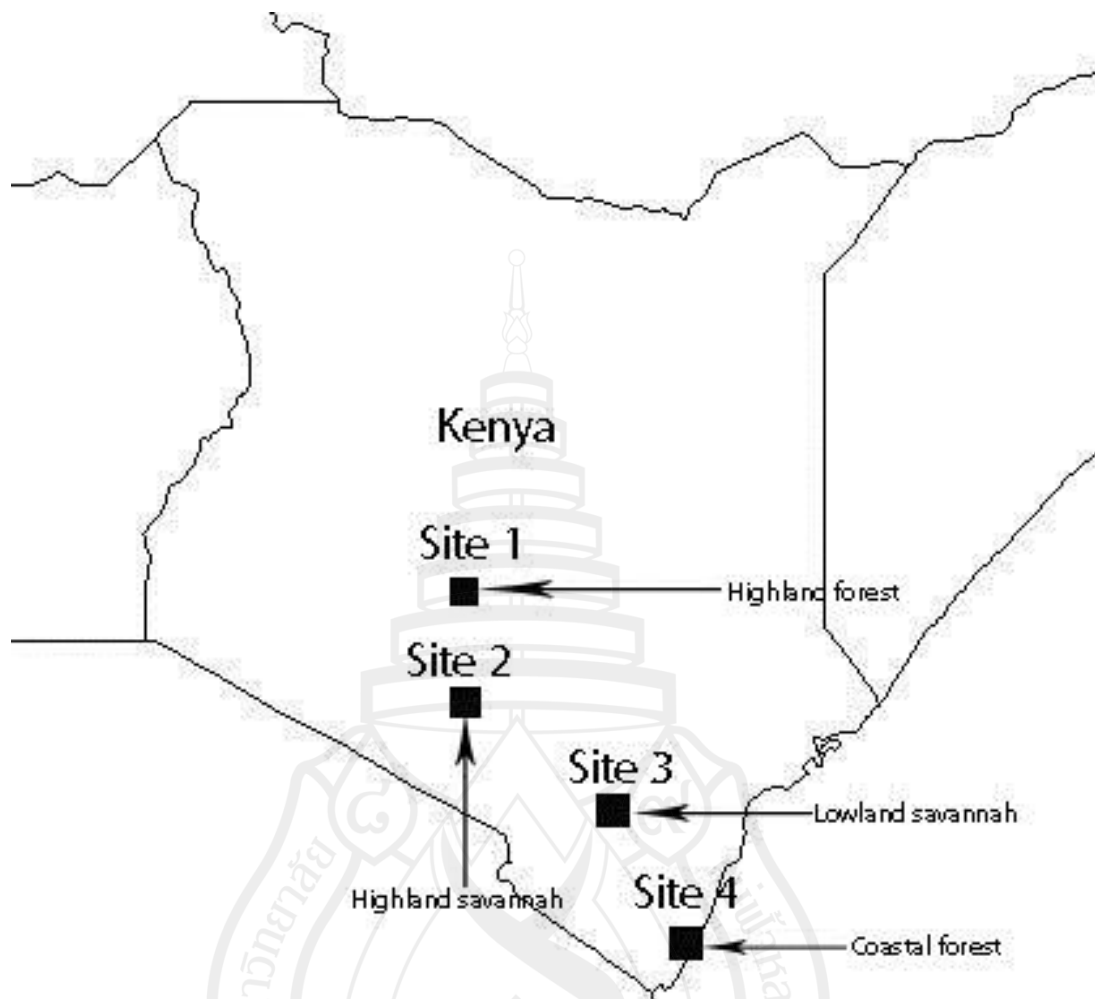 Kenya
Site 1
Highland forest
Site 2
Site 3
Lowland savannah
Highland savannah
Site 4
Coastal forest